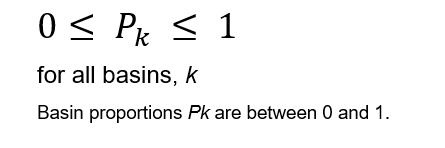 0 ≤ Pk ≤ 1
for all basins, k
Basin proportions Pk are between 0 and 1.